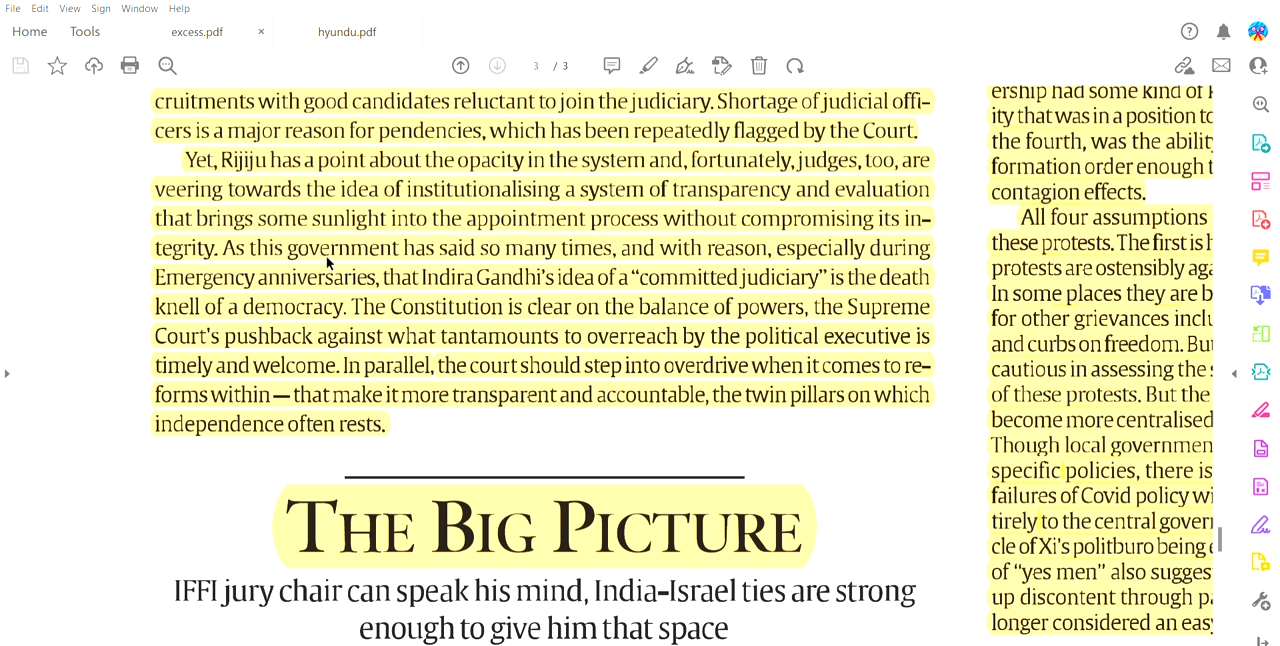 File Edit View Sign Window Help
Home Tools excess.pdf × hyundu.pdf
3 / 3
cruitments with good candidates reluctant to join the judiciary. Shortage of judicial offi-
cers is a major reason for pendencies, which has been repeatedly flagged by the Court.
Yet, Rijiju has a point about the opacity in the system and, fortunately, judges, too, are
veering towards the idea of institutionalising a system of transparency and evaluation
that brings some sunlight into the appointment process without compromising its in-
tegrity. As this government has said so many times, and with reason, especially during
Emergency anniversaries, that Indira Gandhi's idea of a "committed judiciary" is the death
knell of a democracy. The Constitution is clear on the balance of powers, the Supreme
Court's pushback against what tantamounts to overreach by the political executive is
timely and welcome. In parallel, the court should step into overdrive when it comes to re-
forms within — that make it more transparent and accountable, the twin pillars on which
independence often rests.
THE BIG PICTURE
IFFI jury chair can speak his mind, India-Israel ties are strong
enough to give him that space
ership had some kind of
ity that was in a position to
the fourth, was the abilit
formation order enough t
contagion effects.
All four assumptions
these protests. The first is h
protests are ostensibly aga
In some places they are b
for other grievances inclu
and curbs on freedom. But
cautious in assessing the s
of these protests. But the
become more centralised
Though local governmen
specific policies, there is
failures of Covid policy wi
tirely to the central govern
cle of Xi's politburo being
of "yes men" also sugges
up discontent through pa
longer considered an easy